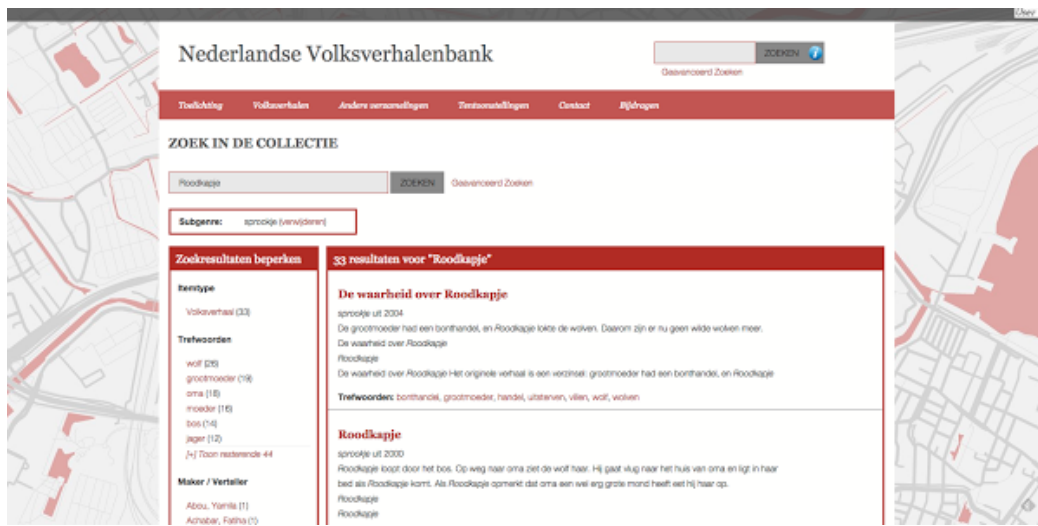 User
Nederlandse Volksverhalenbank
ZOEKEN
Geavanceerd Zoeken
Toelichting Volksverhalen Andere verzamelingen Tentoonstellingen Contact Bijdragen
ZOEK IN DE COLLECTIE
Roodkapje ZOEKEN Geavanceerd Zoeken
Subgenre: sprookje (verwijderen)
Zoekresultaten beperken
Itemtype
Volksverhaal (33)
Trefwoorden
wolf (26)
grootmoeder (19)
oma (18)
moeder (16)
bos (14)
jager (12)
[+] Toon resterende 44
Maker / Verteller
Abou, Yamila (1)
Achabar, Fatiha (1)
33 resultaten voor "Roodkapje"
De waarheid over Roodkapje
sprookje uit 2004
De grootmoeder had een bonthandel, en Roodkapje lokte de wolven. Daarom zijn er nu geen wilde wolven meer.
De waarheid over Roodkapje
Roodkapje
De waarheid over Roodkapje Het originele verhaal is een verzinsel: grootmoeder had een bonthandel, en Roodkapje
Trefwoorden: bonthandel, grootmoeder, handel, uitsterven, villen, wolf, wolven
Roodkapje
sprookje uit 2000
Roodkapje loopt door het bos. Op weg naar oma ziet de wolf haar. Hij gaat vlug naar het huis van oma en ligt in haar
bed als Roodkapje komt. Als Roodkapje opmerkt dat oma een wel erg grote mond heeft eet hij haar op.
Roodkapje
Roodkapje